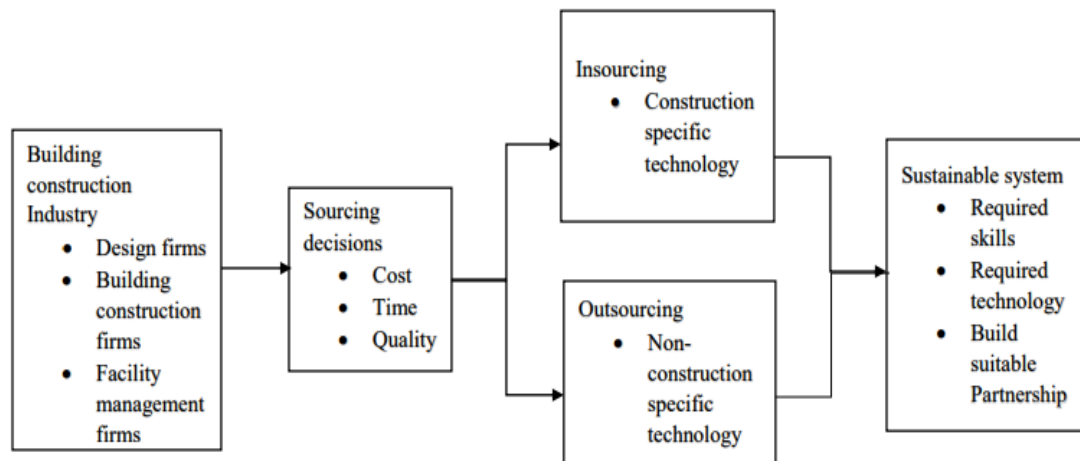 Building
construction
Industry
• Design firms
• Building
construction
firms
• Facility
management
firms
Sourcing
decisions
• Cost
• Time
• Quality
Insourcing
• Construction
specific
technology
Outsourcing
• Non-
construction
specific
technology
Sustainable system
• Required
skills
• Required
technology
• Build
suitable
Partnership